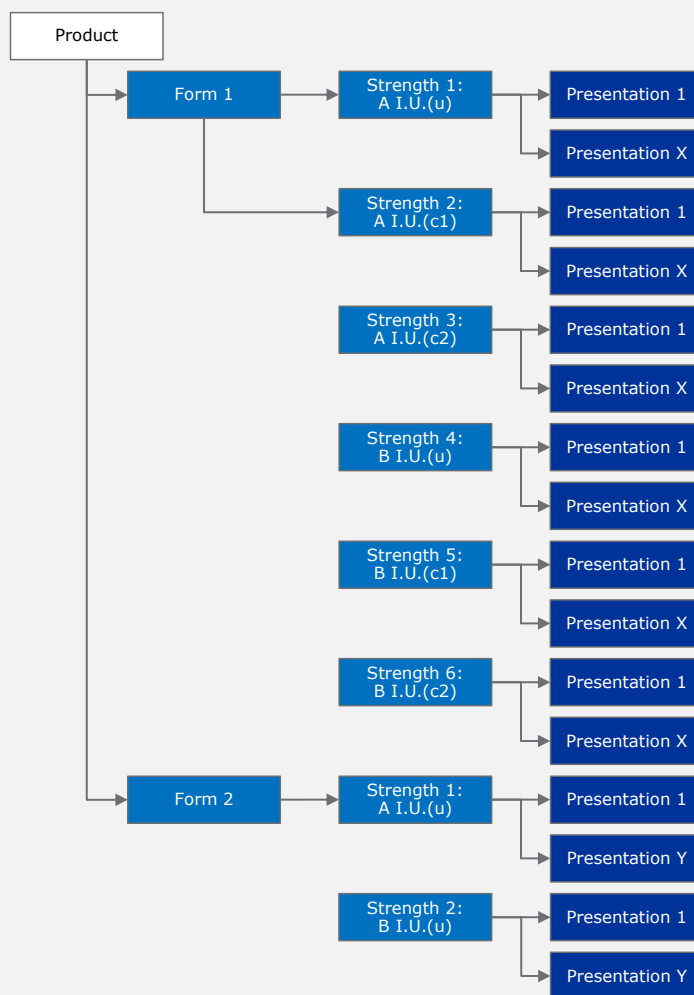 Product
Form 1
Strength 1:
A I.U.(u)
Presentation 1
Presentation X
Strength 2:
A I.U.(c1)
Presentation 1
Presentation X
Strength 3:
A I.U.(c2)
Presentation 1
Presentation X
Strength 4:
B I.U.(u)
Presentation 1
Presentation X
Strength 5:
B I.U.(c1)
Presentation 1
Presentation X
Strength 6:
B I.U.(c2)
Presentation 1
Presentation X
Form 2
Strength 1:
A I.U.(u)
Presentation 1
Presentation Y
Strength 2:
B I.U.(u)
Presentation 1
Presentation Y